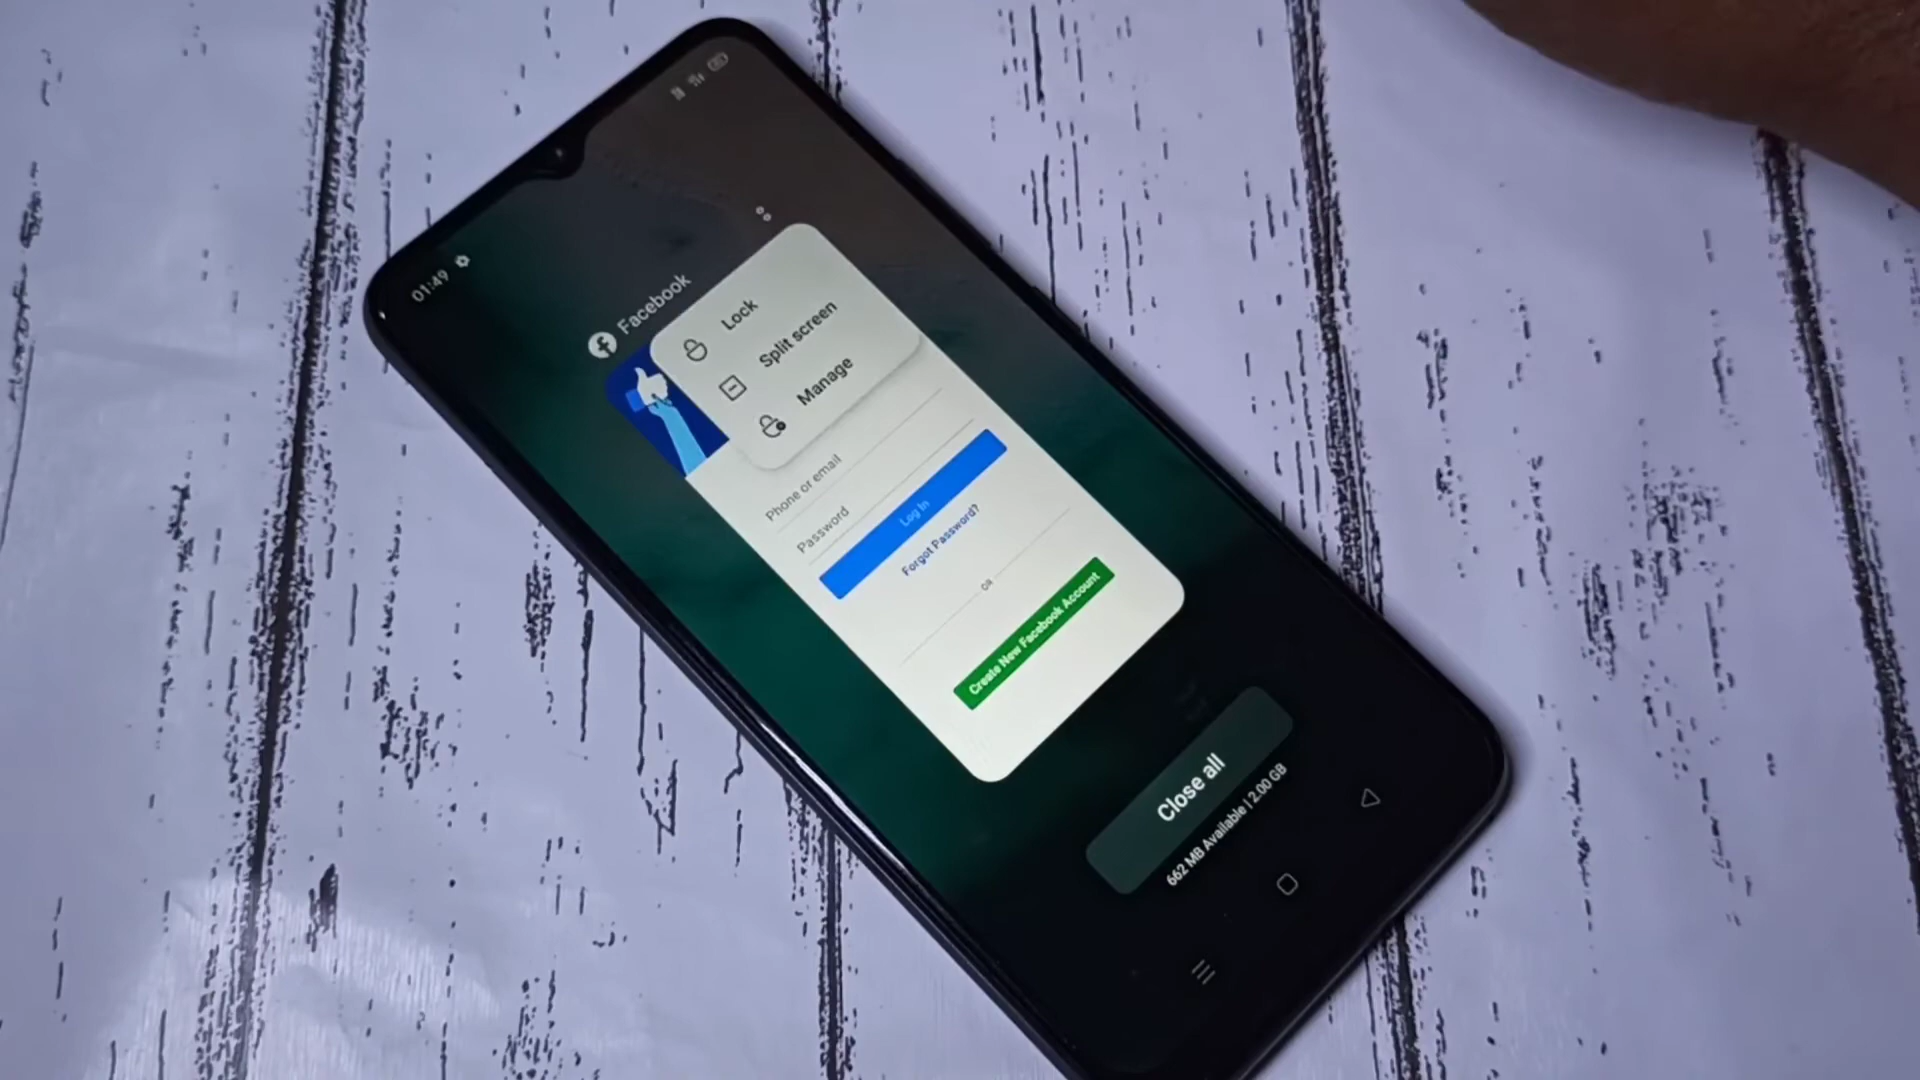 01:49
Facebook
Lock
Split screen
Manage
Phone or email
Password
Log In
Forgot Password?
OR
Create New Facebook Account
Close all
662 MB Available | 2.00 GB